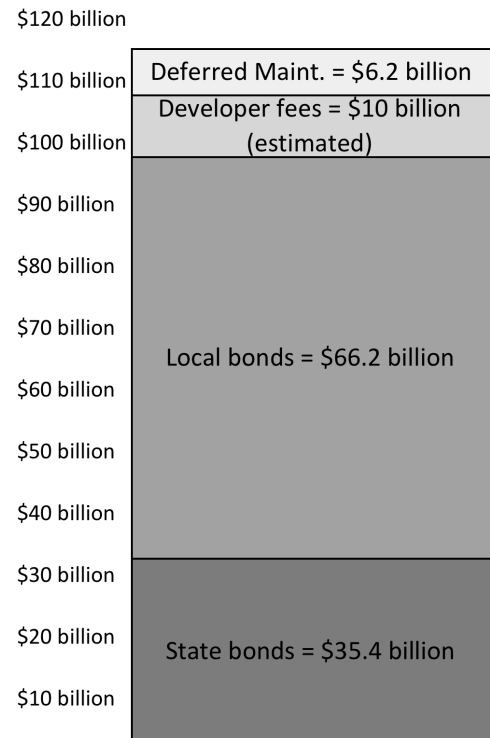 $120 billion
Deferred Maint. = $6.2 billion
$110 billion
Developer fees = $10 billion
(estimated)
$100 billion
$90 billion
$80 billion
$70 billion
Local bonds = $66.2 billion
$60 billion
$50 billion
$40 billion
$30 billion
$20 billion
State bonds = $35.4 billion
$10 billion